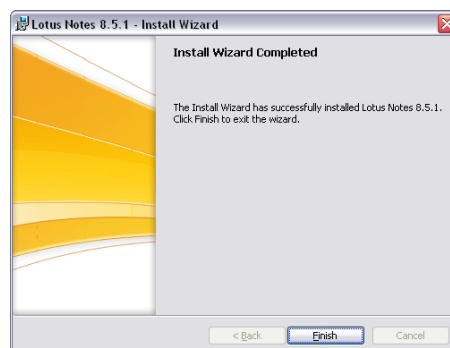 Lotus Notes 8.5.1 - Install Wizard
Install Wizard Completed
The Install Wizard has successfully installed Lotus Notes 8.5.1.
Click Finish to exit the wizard.
< Back
Finish
Cancel